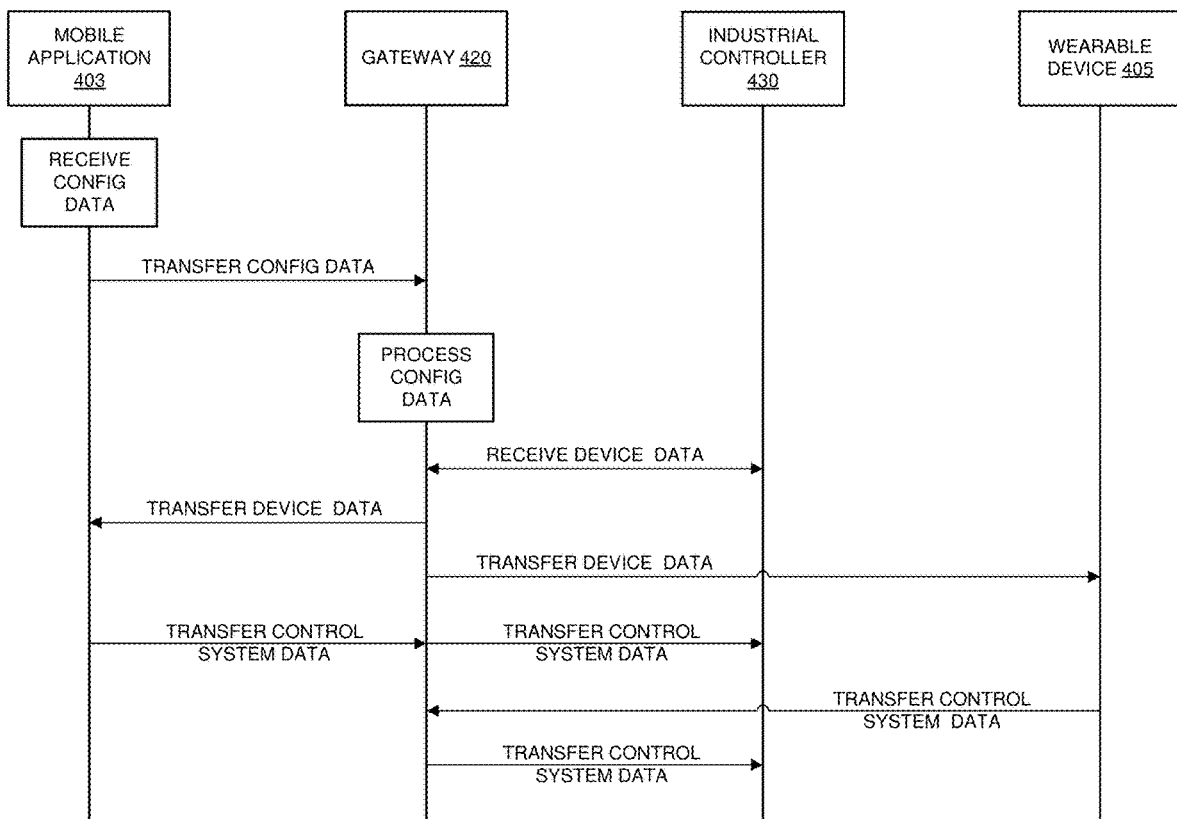 MOBILE
APPLICATION
403
GATEWAY 420
INDUSTRIAL
CONTROLLER
430
WEARABLE
DEVICE 405
RECEIVE
CONFIG
DATA
TRANSFER CONFIG DATA
PROCESS
CONFIG
DATA
RECEIVE DEVICE DATA
TRANSFER DEVICE DATA
TRANSFER DEVICE DATA
TRANSFER CONTROL
SYSTEM DATA
TRANSFER CONTROL
SYSTEM DATA
TRANSFER CONTROL
SYSTEM DATA
TRANSFER CONTROL
SYSTEM DATA